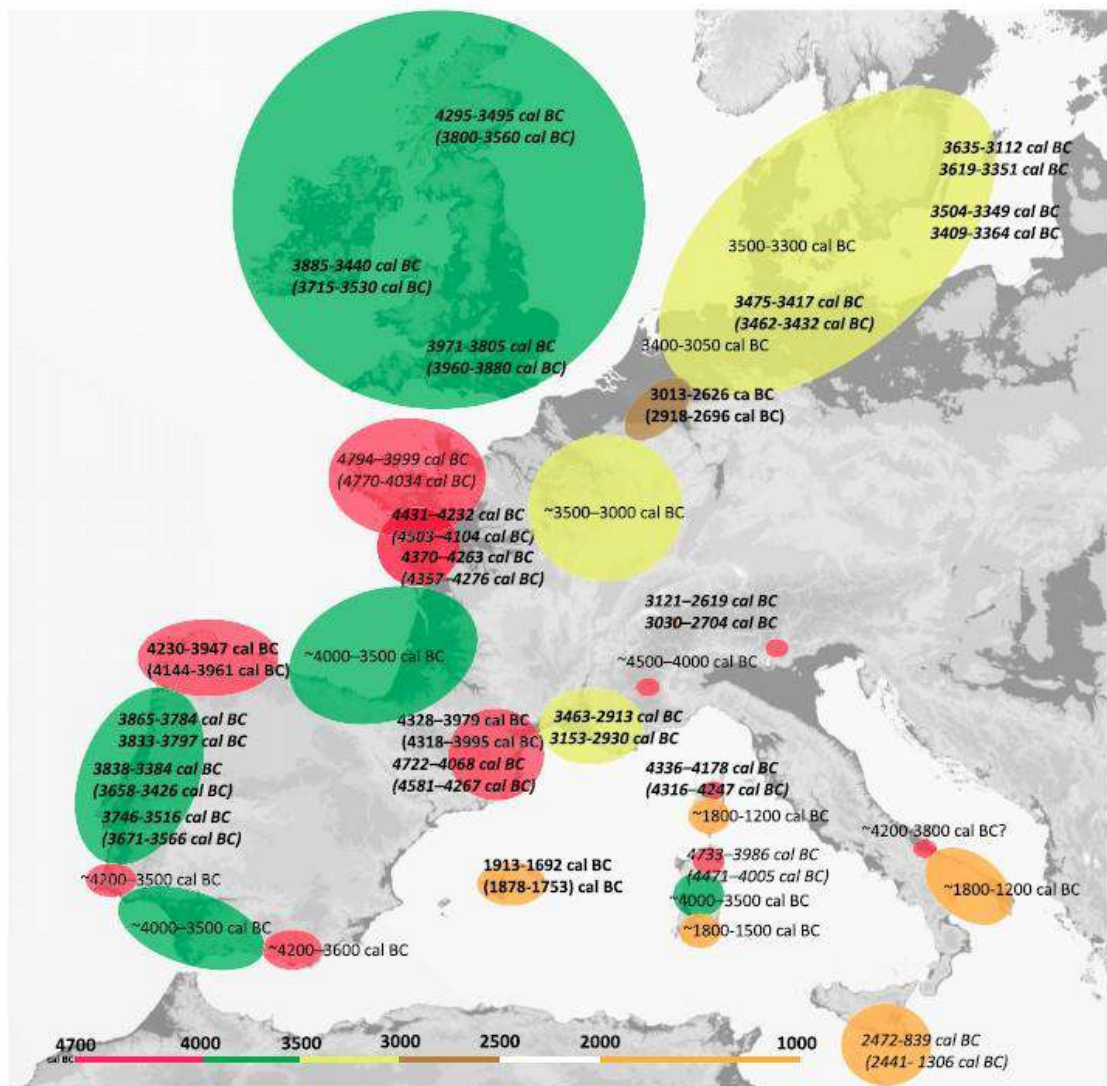 4295-3495 cal BC
(3800-3560 cal BC)
3885-3440 cal BC
(3715-3530 cal BC)
3971-3805 cal BC
(3960-3880 cal BC)
3635-3112 cal BC
3619-3351 cal BC
3504-3349 cal BC
3409-3364 cal BC
3500-3300 cal BC
3475-3417 cal BC
(3462-3432 cal BC)
3400-3050 cal BC
3013-2626 ca BC
(2918-2696 cal BC)
4794–3999 cal BC
(4770-4034 cal BC)
4431–4232 cal BC
(4503–4104 cal BC)
4370–4263 cal BC
(4357–4276 cal BC)
~3500–3000 cal BC
3121–2619 cal BC
3030–2704 cal BC
~4500–4000 cal BC
4230-3947 cal BC
(4144-3961 cal BC)
~4000–3500 cal BC
3865-3784 cal BC
3833-3797 cal BC
3838-3384 cal BC
(3658-3426 cal BC)
3746-3516 cal BC
(3671-3566 cal BC)
4328–3979 cal BC
(4318–3995 cal BC)
4722–4068 cal BC
(4581–4267 cal BC)
3463-2913 cal BC
3153-2930 cal BC
4336–4178 cal BC
(4316–4247 cal BC)
~1800-1200 cal BC
~4200-3800 cal BC?
4733–3986 cal BC
(4471–4005 cal BC)
~4000–3500 cal BC
~1800-1500 cal BC
~1800-1200 cal BC
1913-1692 cal BC
(1878-1753) cal BC
~4200–3500 cal BC
~4000–3500 cal BC
~4200–3600 cal BC
2472-839 cal BC
(2441- 1306 cal BC)
4700 4000 3500 3000 2500 2000 1000
cal BC